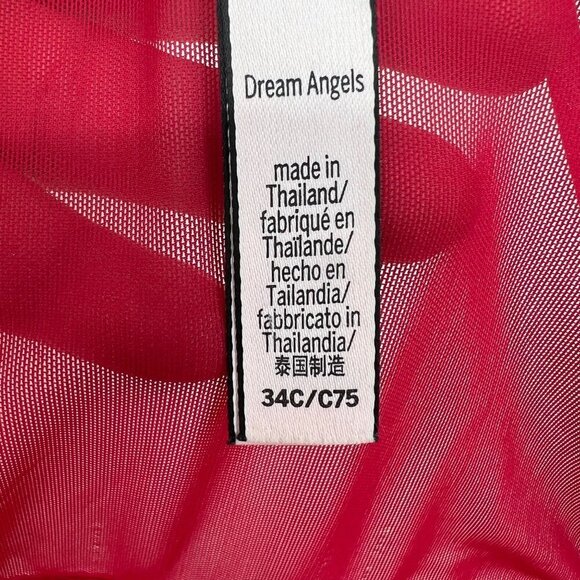 Dream Angels
made in
Thailand/
fabriqué en
Thaïlande/
hecho en
Tailandia/
fabbricato in
Thailandia/
泰国制造
34C/C75